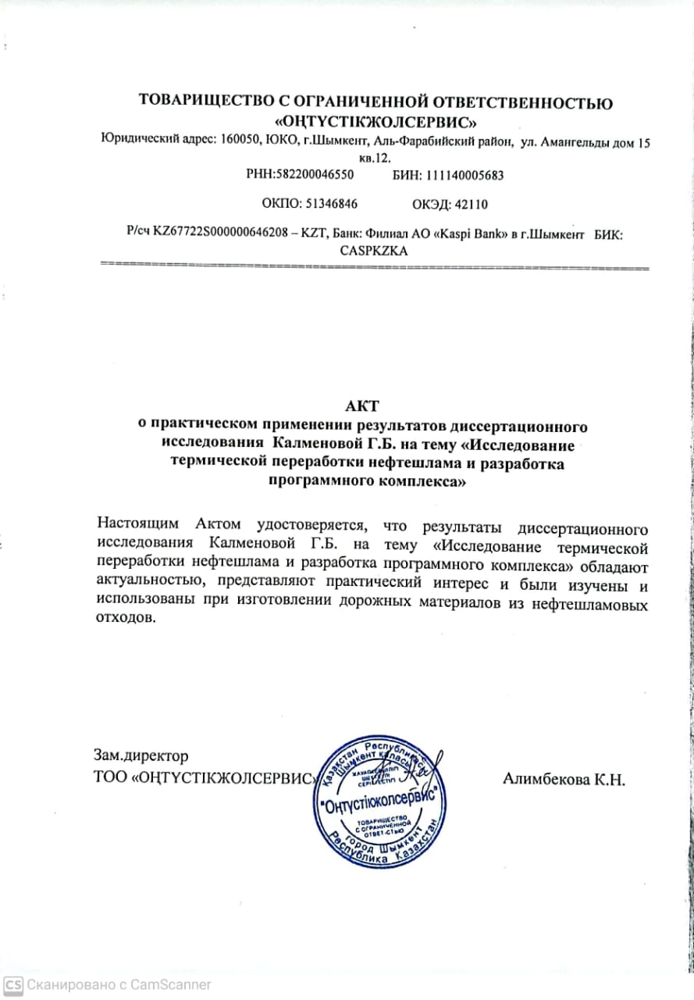 ТОВАРИЩЕСТВО С ОГРАНИЧЕННОЙ ОТВЕТСТВЕННОСТЬЮ
«ОҢТҮСТІКЖОЛСЕРВИС»
Юридический адрес: 160050, ЮКО, г.Шымкент, Аль-Фарабийский район, ул. Амангельды дом 15
кв.12.
РНН:582200046550 БИН: 111140005683
ОКПО: 51346846 ОКЭД: 42110
Р/сч KZ67722S000000646208 – KZT, Банк: Филиал АО «Kaspi Bank» в г.Шымкент БИК:
CASPKZKA
АКТ
о практическом применении результатов диссертационного
исследования Калменовой Г.Б. на тему «Исследование
термической переработки нефтешлама и разработка
программного комплекса»
Настоящим Актом удостоверяется, что результаты диссертационного
исследования Калменовой Г.Б. на тему «Исследование термической
переработки нефтешлама и разработка программного комплекса» обладают
актуальностью, представляют практический интерес и были изучены и
использованы при изготовлении дорожных материалов из нефтешламовых
отходов.
Зам.директор
ТОО «ОҢТҮСТІКЖОЛСЕРВИС»
Алимбекова К.Н.
Қазақстан Республикасы
Шымкент қаласы
"Оңтүстікжолсервис"
ТОВАРИЩЕСТВО
С ОГРАНИЧЕННОЙ
ОТВЕТ-СТЬЮ
город Шымкент
Республика Казахстан
CS Сканировано с CamScanner